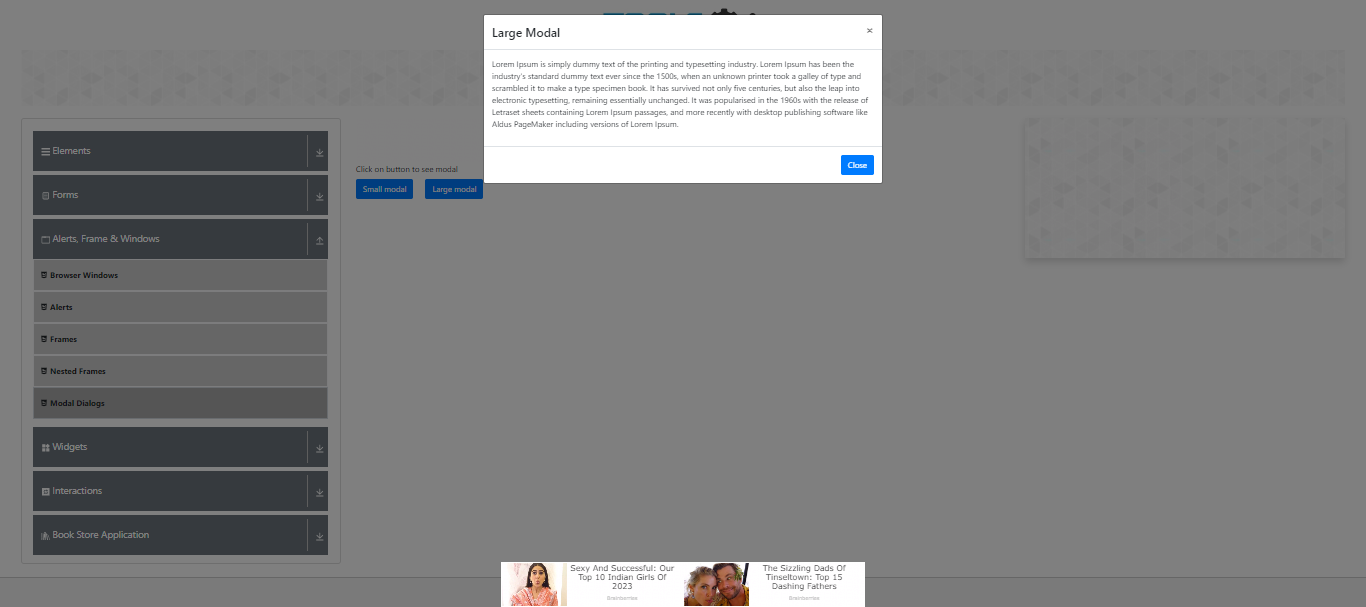 Large Modal
×
Lorem Ipsum is simply dummy text of the printing and typesetting industry. Lorem Ipsum has been the
industry's standard dummy text ever since the 1500s, when an unknown printer took a galley of type and
scrambled it to make a type specimen book. It has survived not only five centuries, but also the leap into
electronic typesetting, remaining essentially unchanged. It was popularised in the 1960s with the release of
Letraset sheets containing Lorem Ipsum passages, and more recently with desktop publishing software like
Aldus PageMaker including versions of Lorem Ipsum.
Close
Elements
Forms
Alerts, Frame & Windows
Browser Windows
Alerts
Frames
Nested Frames
Modal Dialogs
Widgets
Interactions
Book Store Application
Click on button to see modal
Small modal
Large modal
Sexy And Successful: Our
Top 10 Indian Girls Of
2023
Brainberries
The Sizzling Dads Of
Tinseltown: Top 15
Dashing Fathers
Brainberries